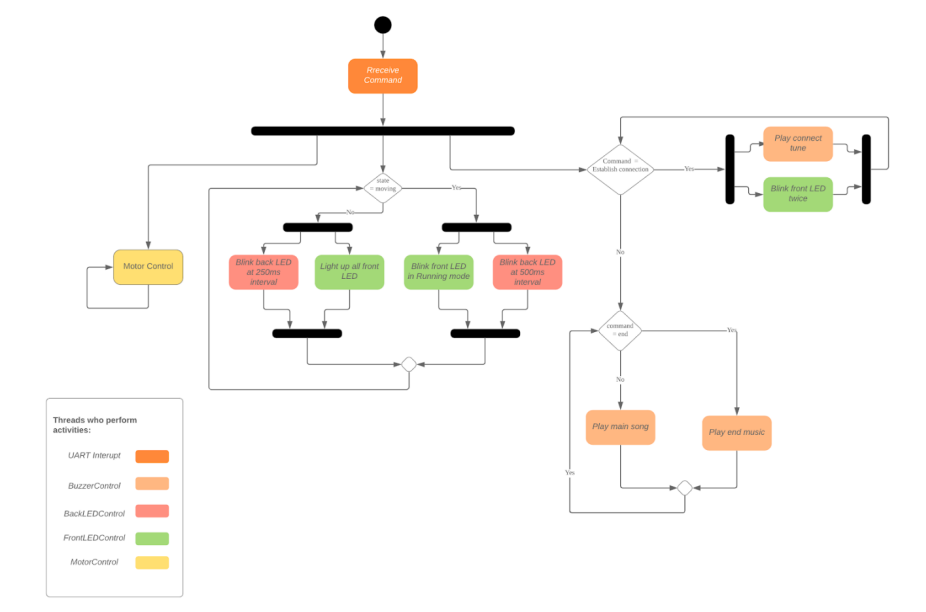 Rreceive
Command
Command =
Establish connection
Yes
Play connect
tune
Blink front LED
twice
state
= moving
Yes
No
Motor Control
Blink back LED
at 250ms
interval
Light up all front
LED
Blink front LED
in Running mode
Blink back LED
at 500ms
interval
No
command
= end
Yes
No
Play main song
Play end music
Yes
Threads who perform
activities:
UART Interupt
BuzzerControl
BackLEDControl
FrontLEDControl
MotorControl